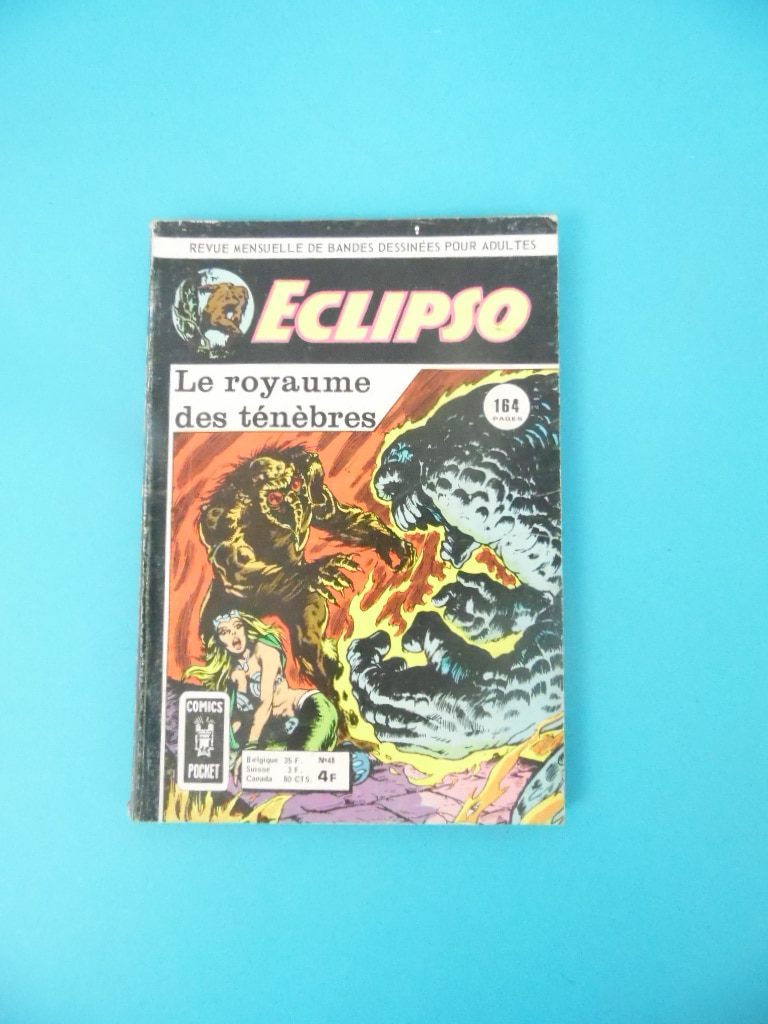 REVUE MENSUELLE DE BANDES DESSINÉES POUR ADULTES
ECLIPSO
Le royaume
des ténèbres
164
PAGES
COMICS
POCKET
Belgique 35 F. N°48
Suisse 3 F.
Canada 80 CTS. 4F